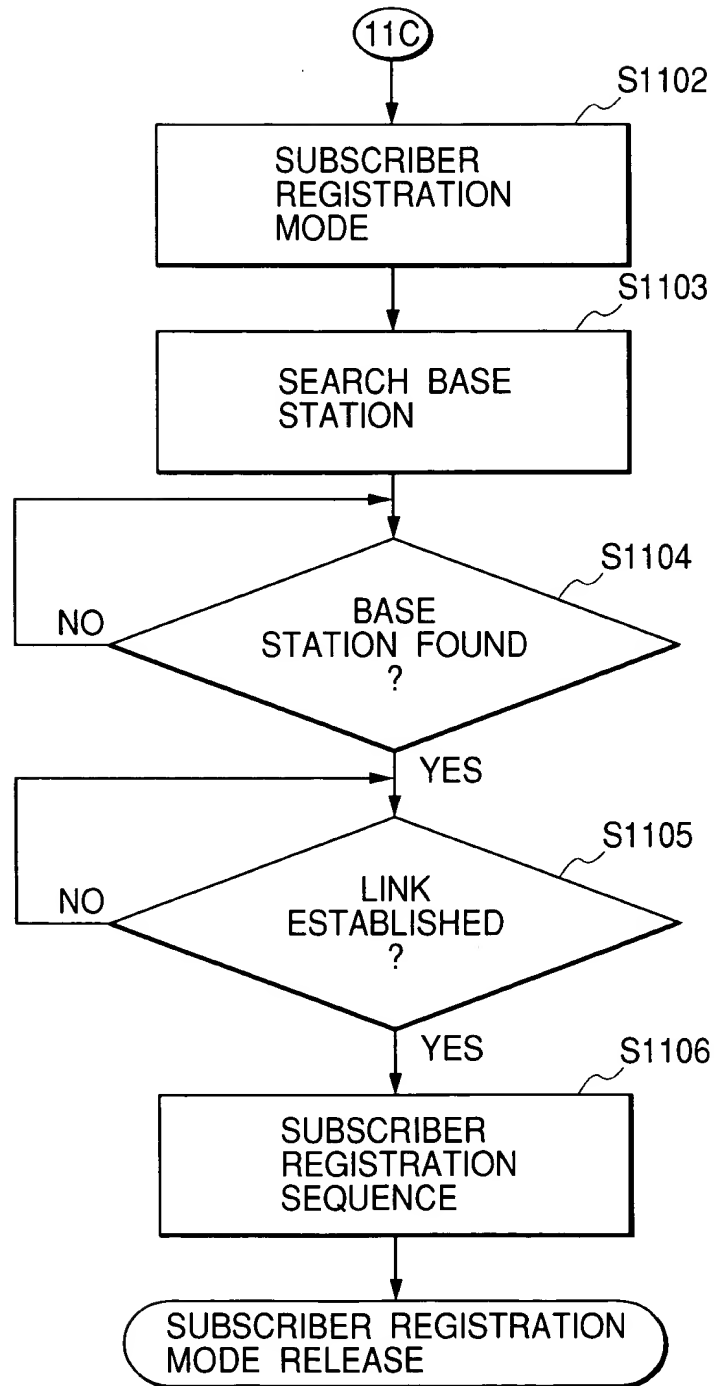 11C
S1102
SUBSCRIBER
REGISTRATION
MODE
S1103
SEARCH BASE
STATION
S1104
BASE
STATION FOUND
?
NO
YES
S1105
LINK
ESTABLISHED
?
NO
YES
S1106
SUBSCRIBER
REGISTRATION
SEQUENCE
SUBSCRIBER REGISTRATION
MODE RELEASE